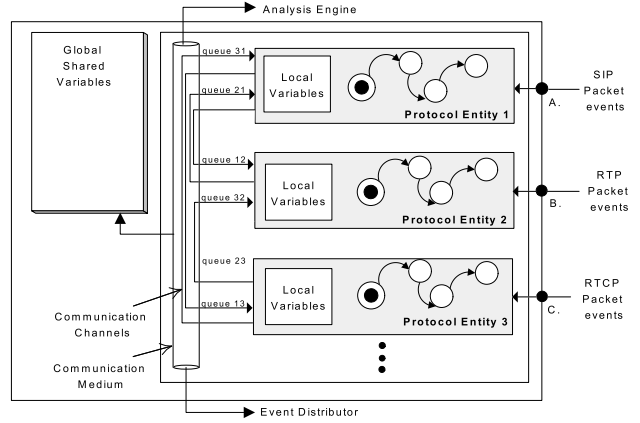 Analysis Engine
Global
Shared
Variables
queue 31
Local
Variables
queue 21
Protocol Entity 1
SIP
Packet
events
A.
queue 12
Local
Variables
queue 32
Protocol Entity 2
RTP
Packet
events
B.
queue 23
Local
Variables
queue 13
Protocol Entity 3
RTCP
Packet
events
C.
Communication
Channels
Communication
Medium
Event Distributor